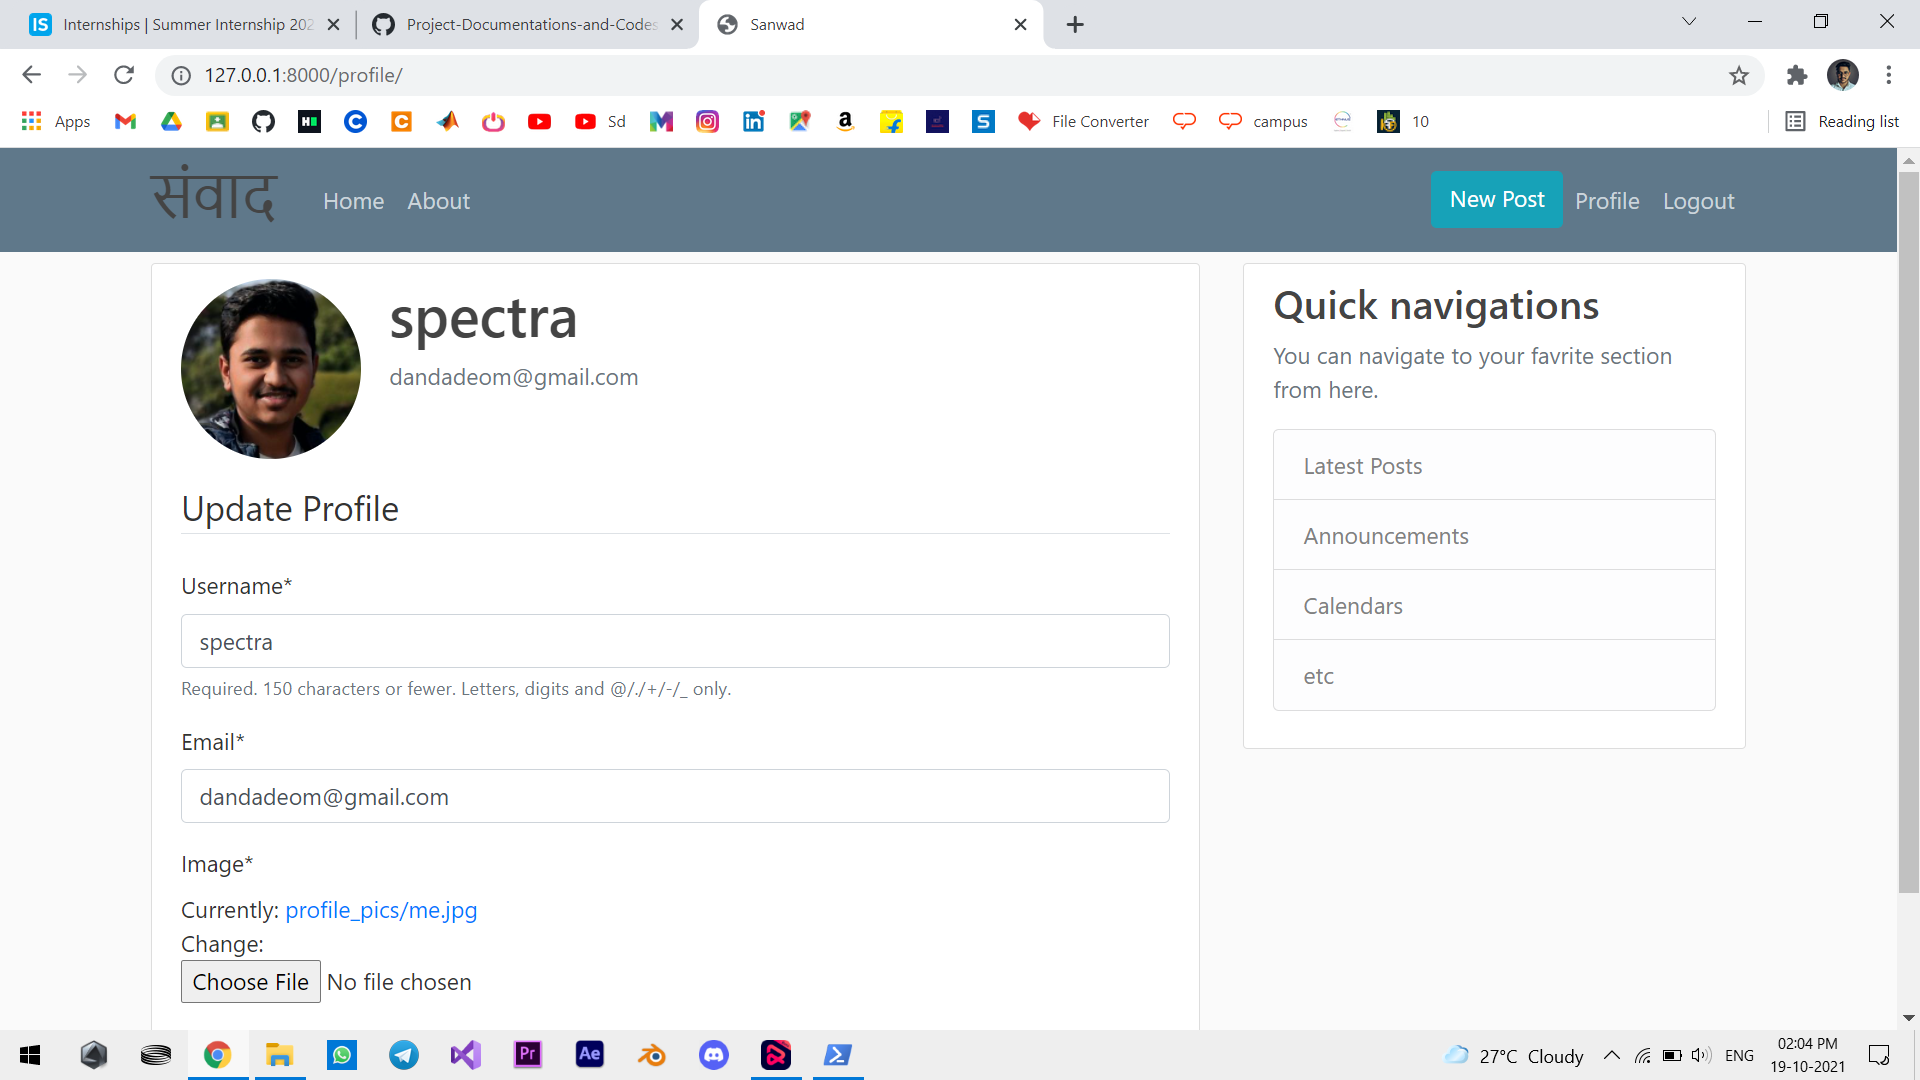 Internships | Summer Internship 202
Project-Documentations-and-Codes
Sanwad
127.0.0.1:8000/profile/
Apps
Sd
File Converter
campus
10
Reading list
संवाद
Home
About
New Post
Profile
Logout
spectra
dandadeom@gmail.com
Update Profile
Username*
spectra
Required. 150 characters or fewer. Letters, digits and @/./+/-/_ only.
Email*
dandadeom@gmail.com
Image*
Currently: profile_pics/me.jpg
Change:
Choose File No file chosen
Quick navigations
You can navigate to your favrite section
from here.
Latest Posts
Announcements
Calendars
etc
27°C Cloudy
ENG
02:04 PM
19-10-2021